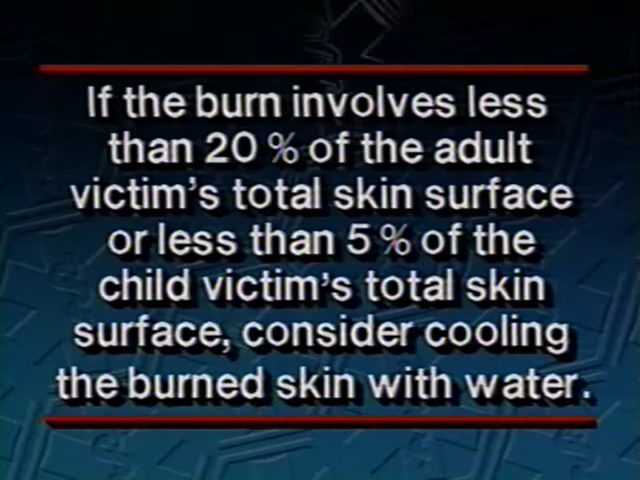 If the burn involves less
than 20 % of the adult
victim's total skin surface
or less than 5 % of the
child victim's total skin
surface, consider cooling
the burned skin with water.